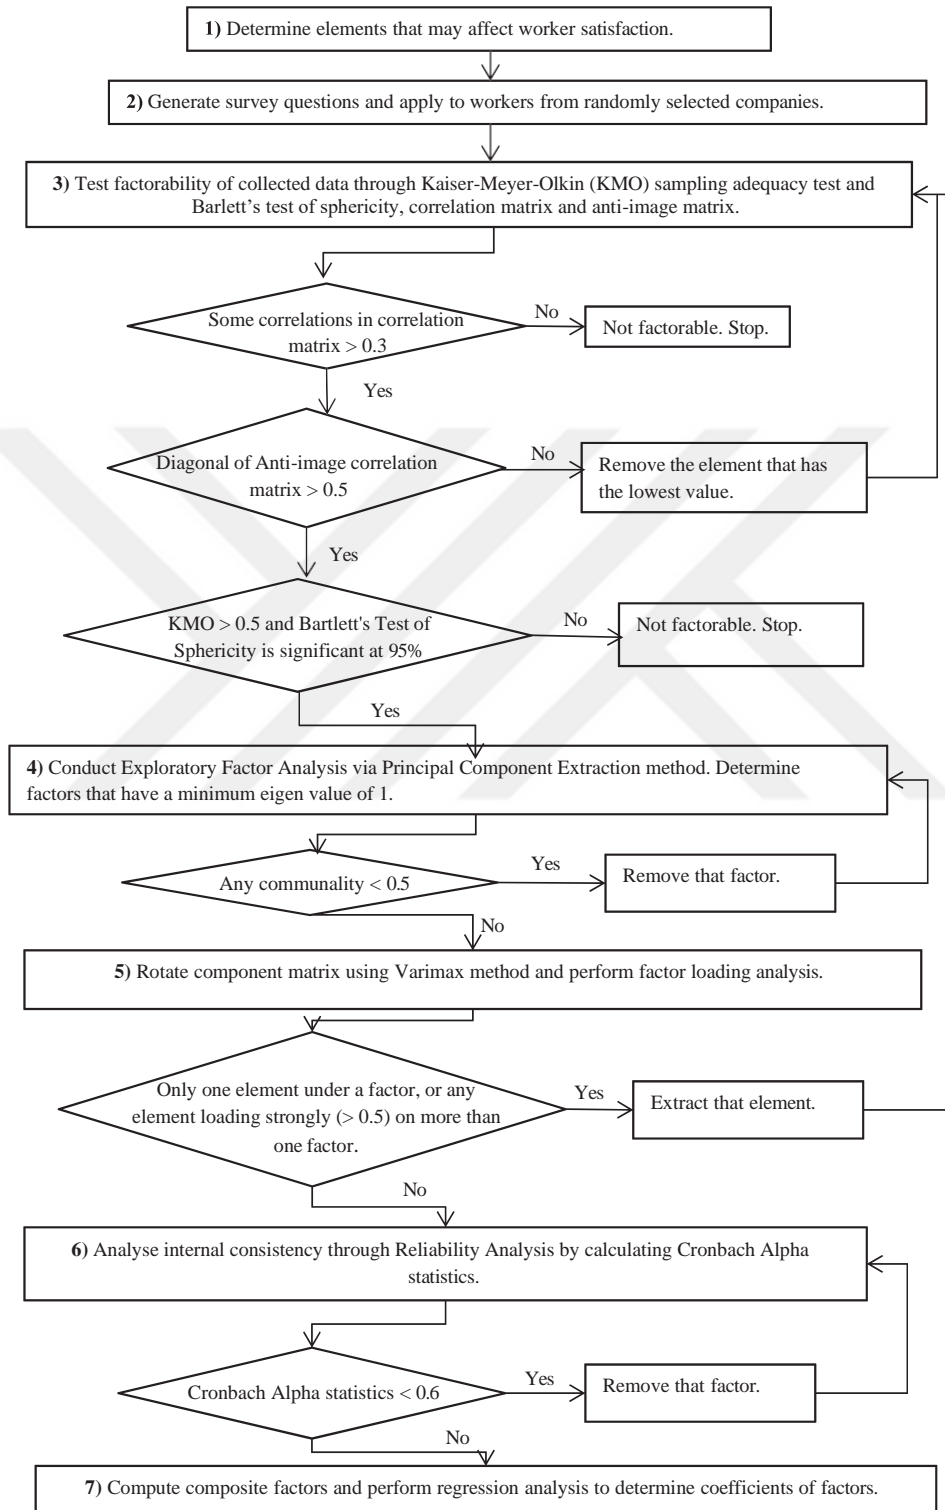 1) Determine elements that may affect worker satisfaction.
2) Generate survey questions and apply to workers from randomly selected companies.
3) Test factorability of collected data through Kaiser-Meyer-Olkin (KMO) sampling adequacy test and
Barlett's test of sphericity, correlation matrix and anti-image matrix.
Some correlations in correlation
matrix > 0.3
No
Not factorable. Stop.
Yes
Diagonal of Anti-image correlation
matrix > 0.5
No
Remove the element that has
the lowest value.
Yes
KMO > 0.5 and Bartlett's Test of
Sphericity is significant at 95%
No
Not factorable. Stop.
Yes
4) Conduct Exploratory Factor Analysis via Principal Component Extraction method. Determine
factors that have a minimum eigen value of 1.
Any communality < 0.5
Yes
Remove that factor.
No
5) Rotate component matrix using Varimax method and perform factor loading analysis.
Only one element under a factor, or any
element loading strongly (> 0.5) on more than
one factor.
Yes
Extract that element.
No
6) Analyse internal consistency through Reliability Analysis by calculating Cronbach Alpha
statistics.
Cronbach Alpha statistics < 0.6
Yes
Remove that factor.
No
7) Compute composite factors and perform regression analysis to determine coefficients of factors.